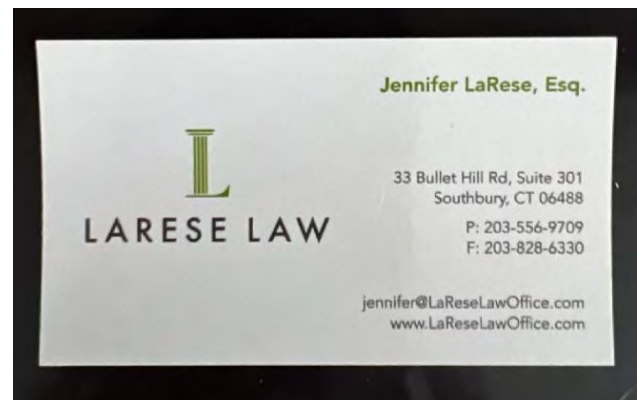 Jennifer LaRese, Esq.
L
LARESE LAW
33 Bullet Hill Rd, Suite 301
Southbury, CT 06488
P: 203-556-9709
F: 203-828-6330
jennifer@LaReseLawOffice.com
www.LaReseLawOffice.com